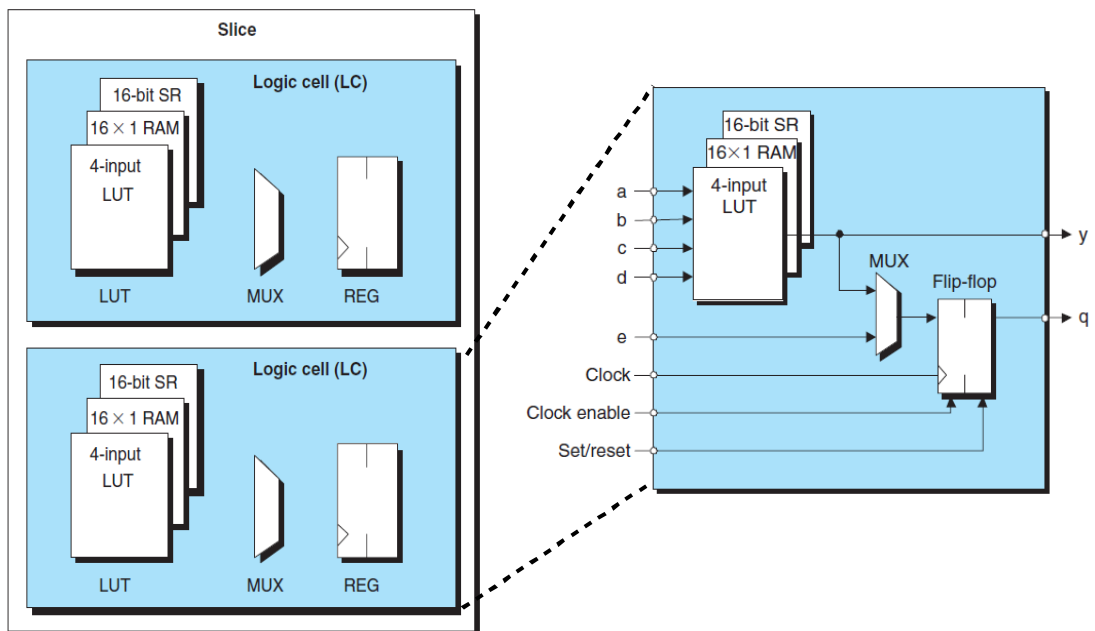 Slice
Logic cell (LC)
16-bit SR
16 × 1 RAM
4-input
LUT
LUT
MUX
REG
Logic cell (LC)
16-bit SR
16 × 1 RAM
4-input
LUT
LUT
MUX
REG
16-bit SR
16×1 RAM
4-input
LUT
a
b
c
d
e
Clock
Clock enable
Set/reset
MUX
Flip-flop
y
q